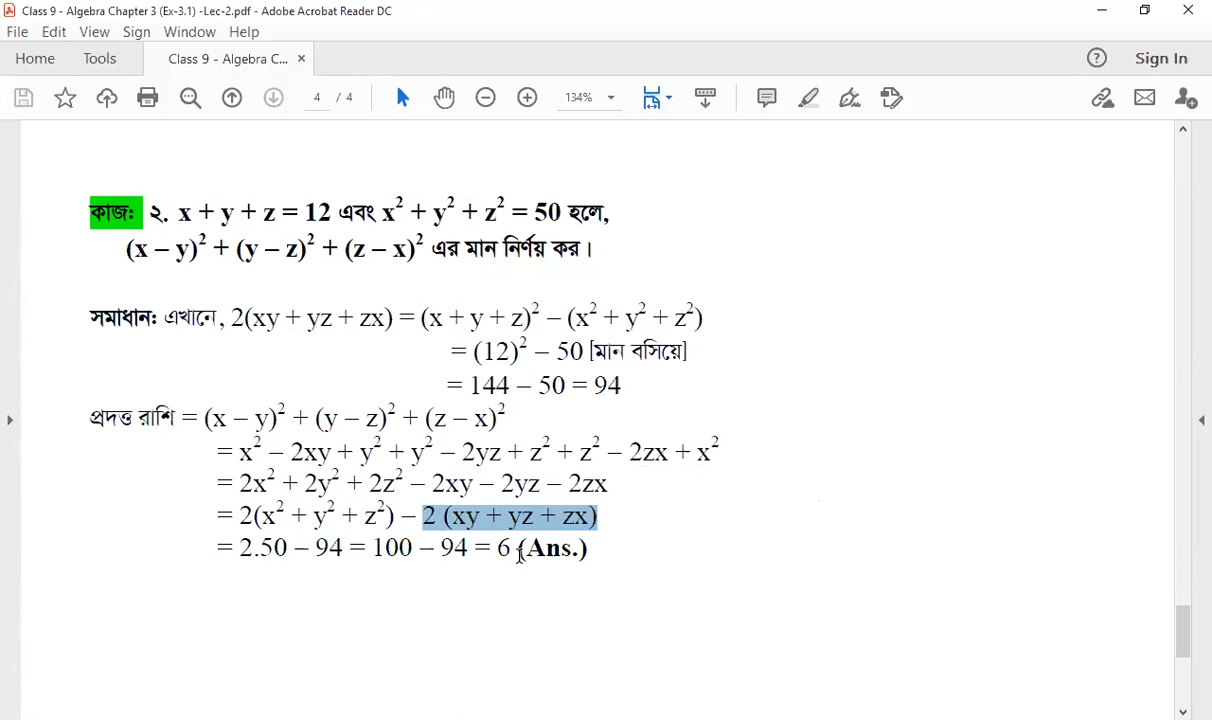 Class 9 - Algebra Chapter 3 (Ex-3.1) -Lec-2.pdf - Adobe Acrobat Reader DC
File Edit View Sign Window Help
Home Tools Class 9 - Algebra C... × Sign In
4 / 4 134%
কাজ: ২. x + y + z = 12 এবং x² + y² + z² = 50 হলে,
(x – y)² + (y – z)² + (z – x)² এর মান নির্ণয় কর।
সমাধান: এখানে, 2(xy + yz + zx) = (x + y + z)² – (x² + y² + z²)
= (12)² – 50 [মান বসিয়ে]
= 144 – 50 = 94
প্রদত্ত রাশি = (x – y)² + (y – z)² + (z – x)²
= x² – 2xy + y² + y² – 2yz + z² + z² – 2zx + x²
= 2x² + 2y² + 2z² – 2xy – 2yz – 2zx
= 2(x² + y² + z²) – 2 (xy + yz + zx)
= 2.50 – 94 = 100 – 94 = 6 (Ans.)